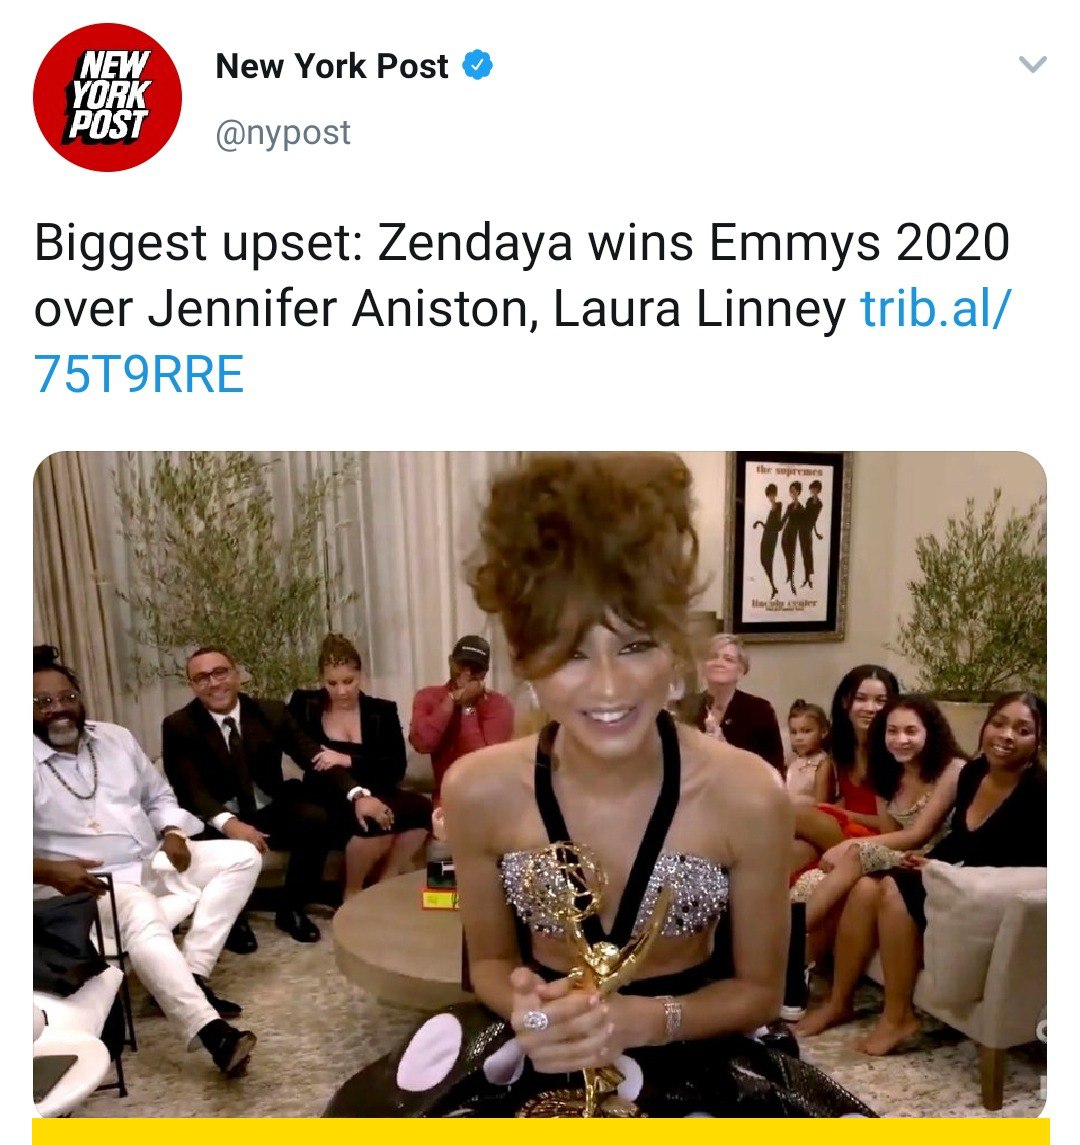 NEW
YORK
POST
New York Post
@nypost
Biggest upset: Zendaya wins Emmys 2020
over Jennifer Aniston, Laura Linney trib.al/
75T9RRE
the supremes
lincoln center